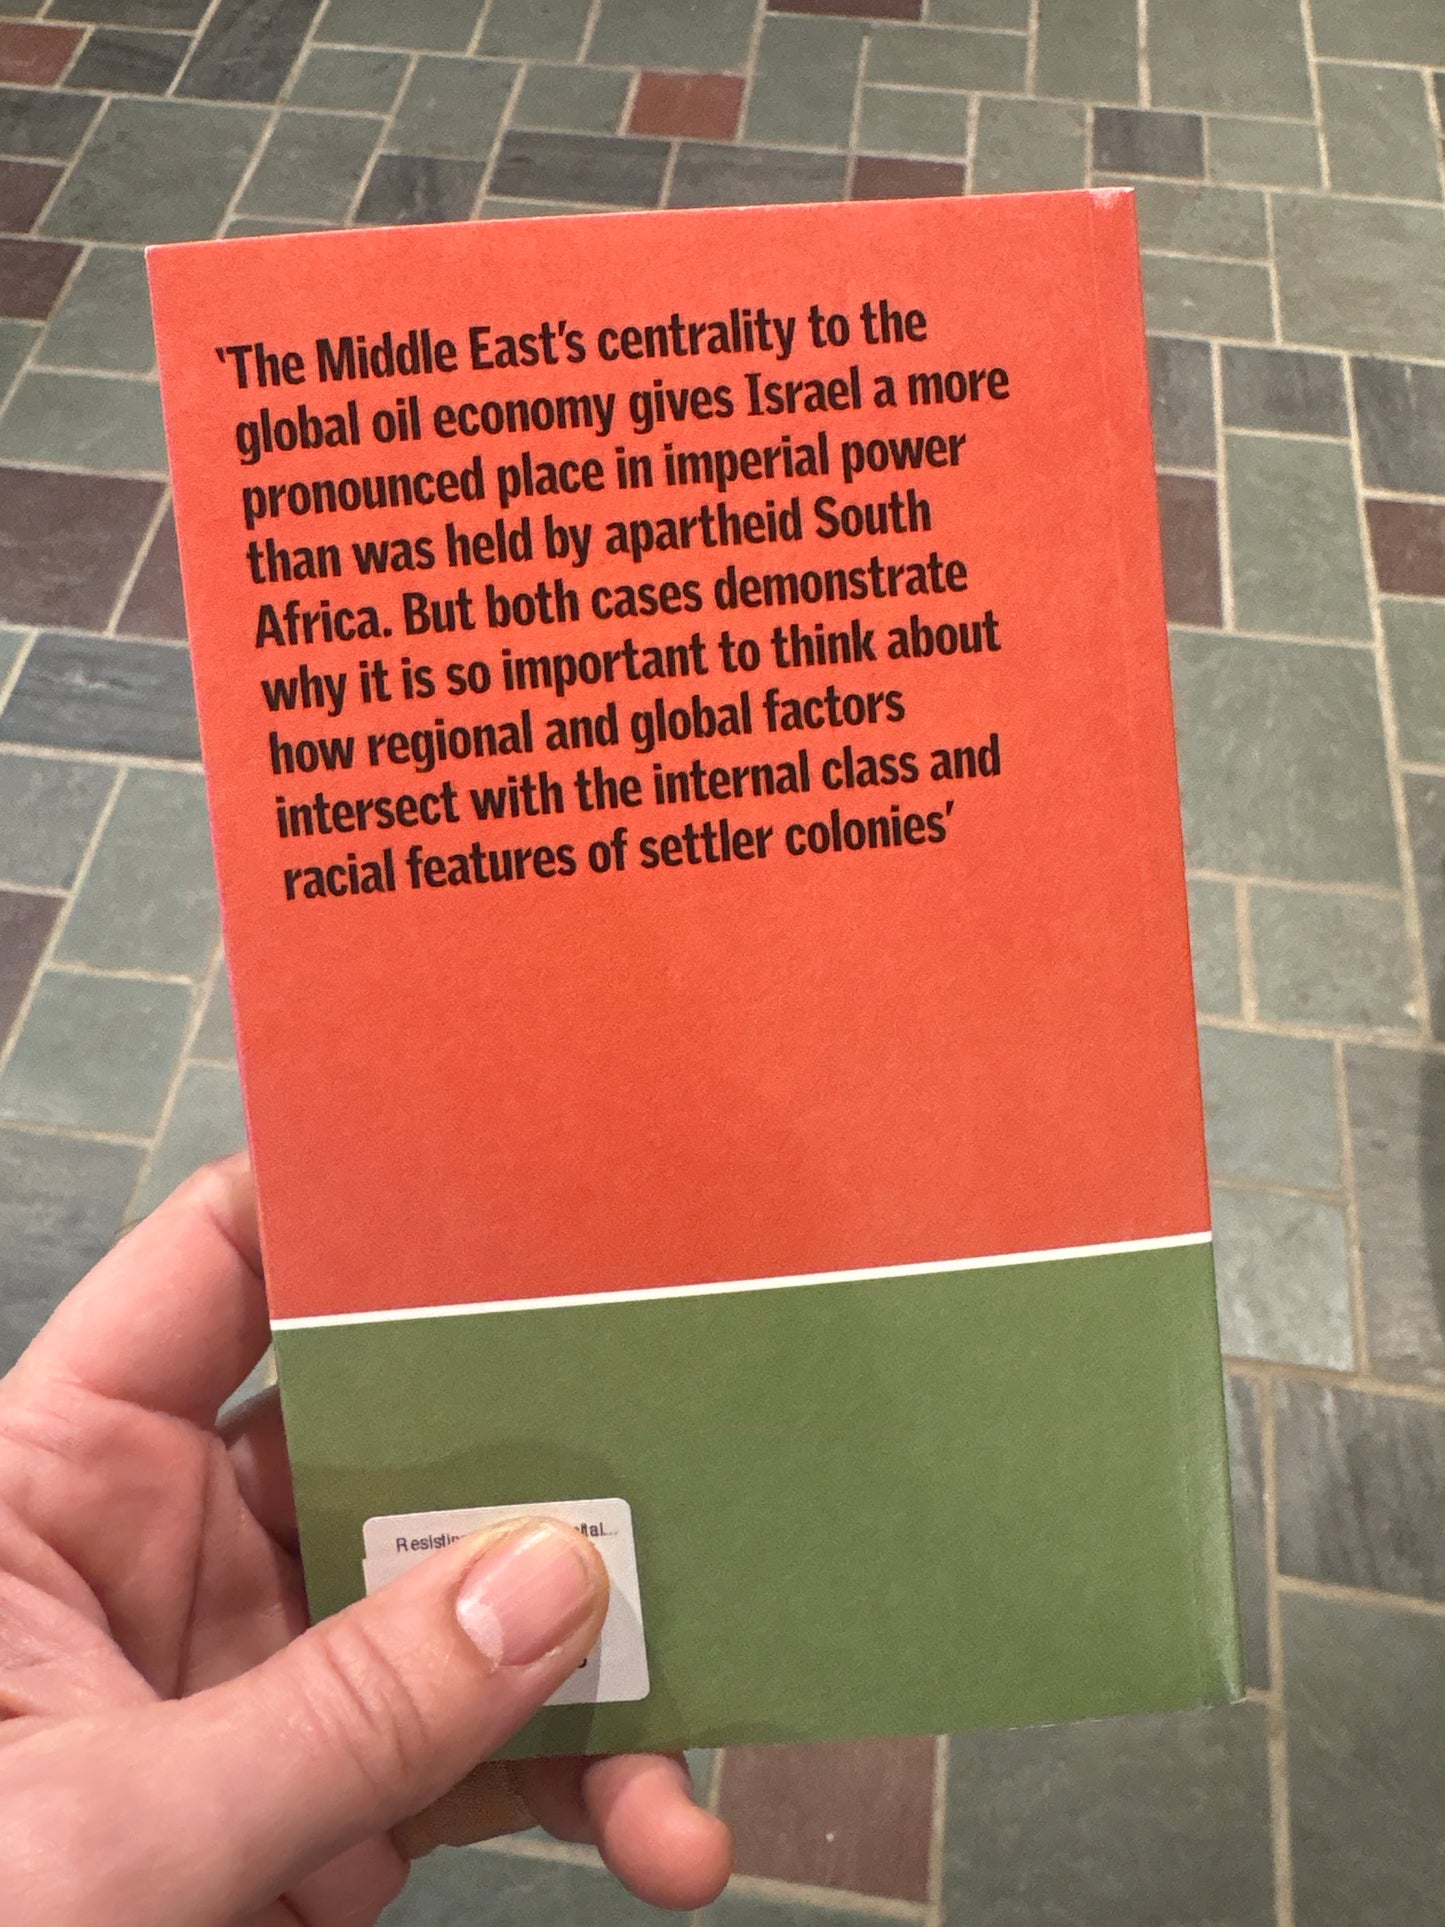 ‘The Middle East’s centrality to the
global oil economy gives Israel a more
pronounced place in imperial power
than was held by apartheid South
Africa. But both cases demonstrate
why it is so important to think about
how regional and global factors
intersect with the internal class and
racial features of settler colonies’